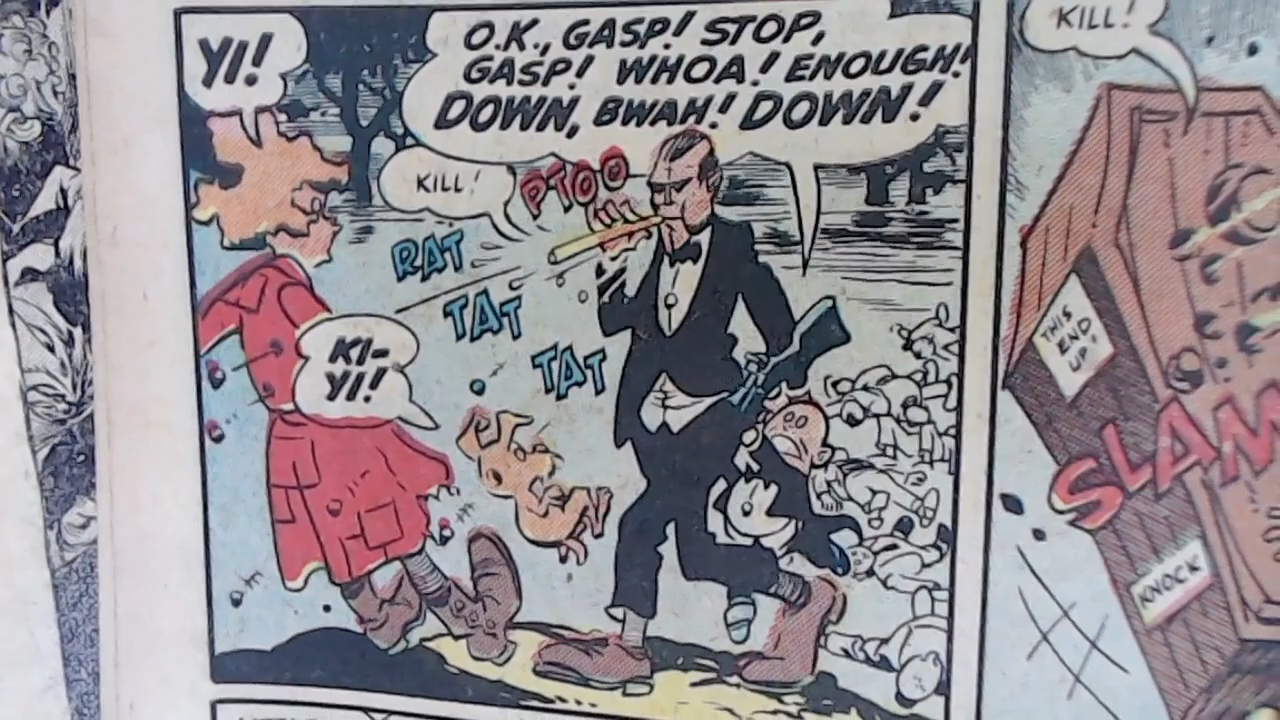 YI!
O.K., GASP! STOP,
GASP! WHOA! ENOUGH!
DOWN, BWAH! DOWN!
KILL!
PTOO
RAT
TAT
TAT
KI-
YI!
KILL!
THIS
END
UP!
SLAM
KNOCK